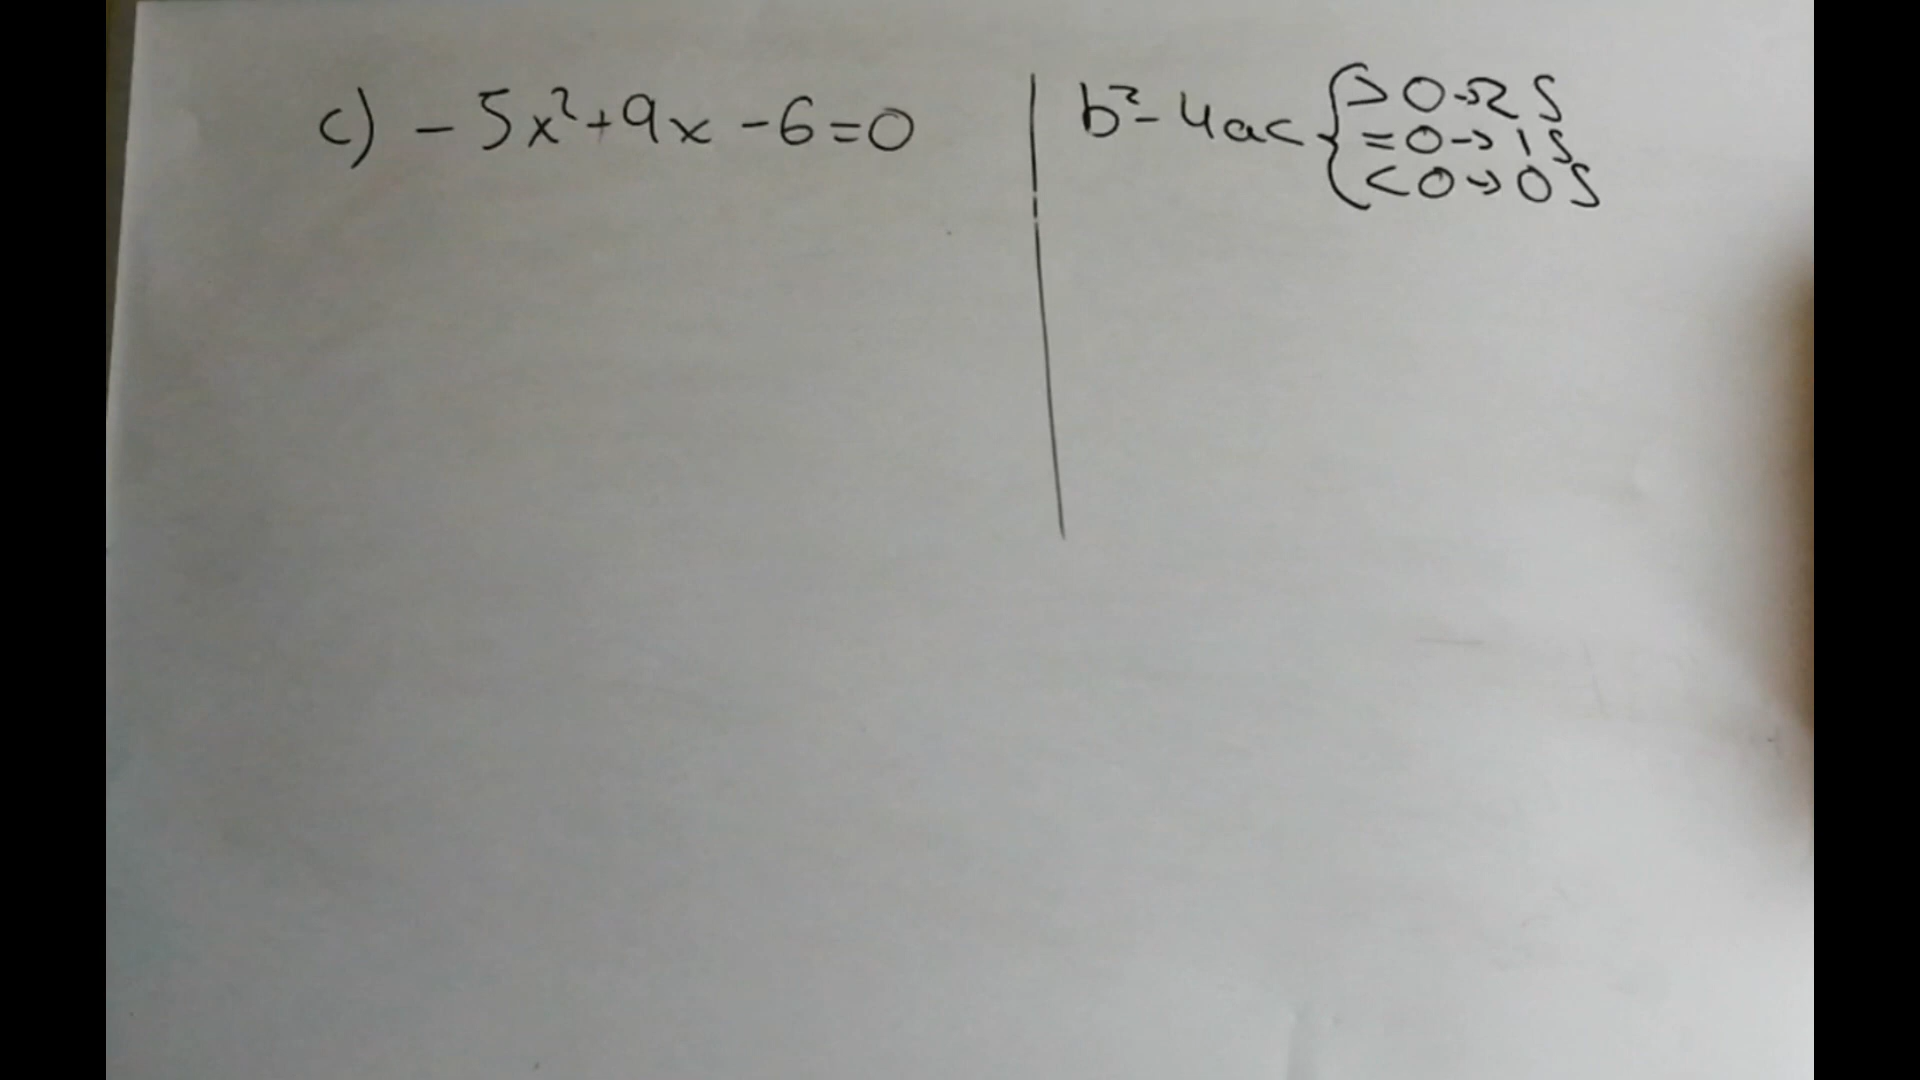 c) -5x²+9x-6=0
b²-4ac { >0→2S
=0→1S
<0→0S